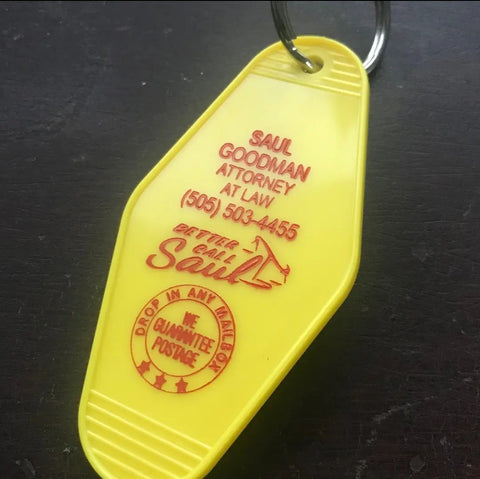 SAUL
GOODMAN
ATTORNEY
AT LAW
(505) 503-4455
BETTER
CALL
Saul
DROP IN ANY MAILBOX
WE
GUARANTEE
POSTAGE